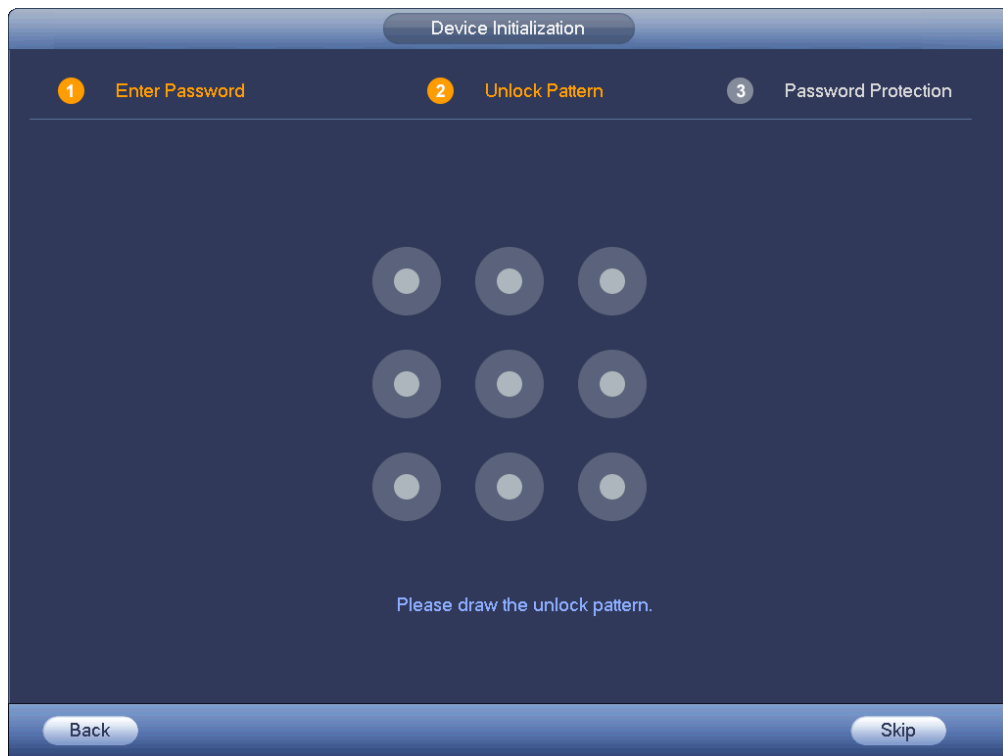 Device Initialization
1 Enter Password 2 Unlock Pattern 3 Password Protection
Please draw the unlock pattern.
Back Skip